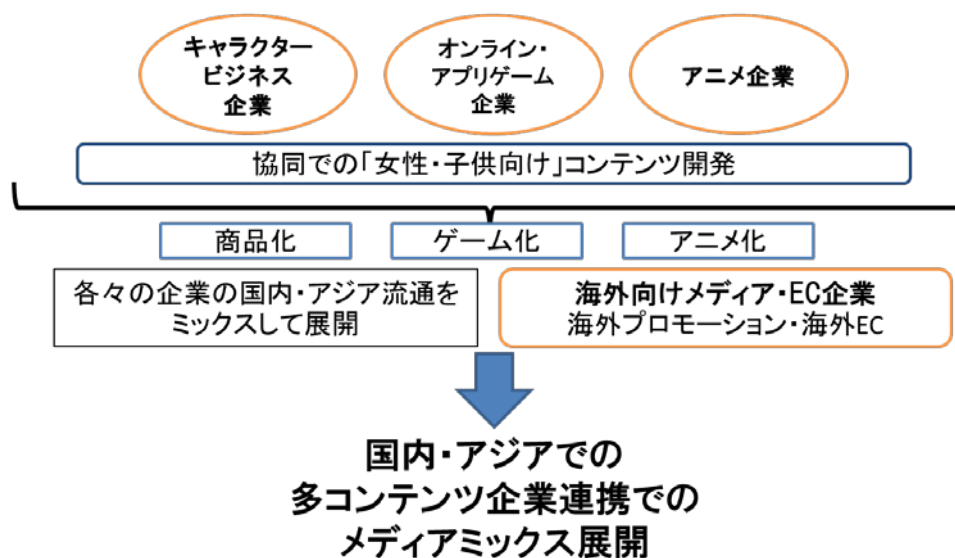 キャラクター
ビジネス
企業
オンライン・
アプリゲーム
企業
アニメ企業
協同での「女性・子供向け」コンテンツ開発
商品化
ゲーム化
アニメ化
各々の企業の国内・アジア流通を
ミックスして展開
海外向けメディア・EC企業
海外プロモーション・海外EC
国内・アジアでの
多コンテンツ企業連携での
メディアミックス展開